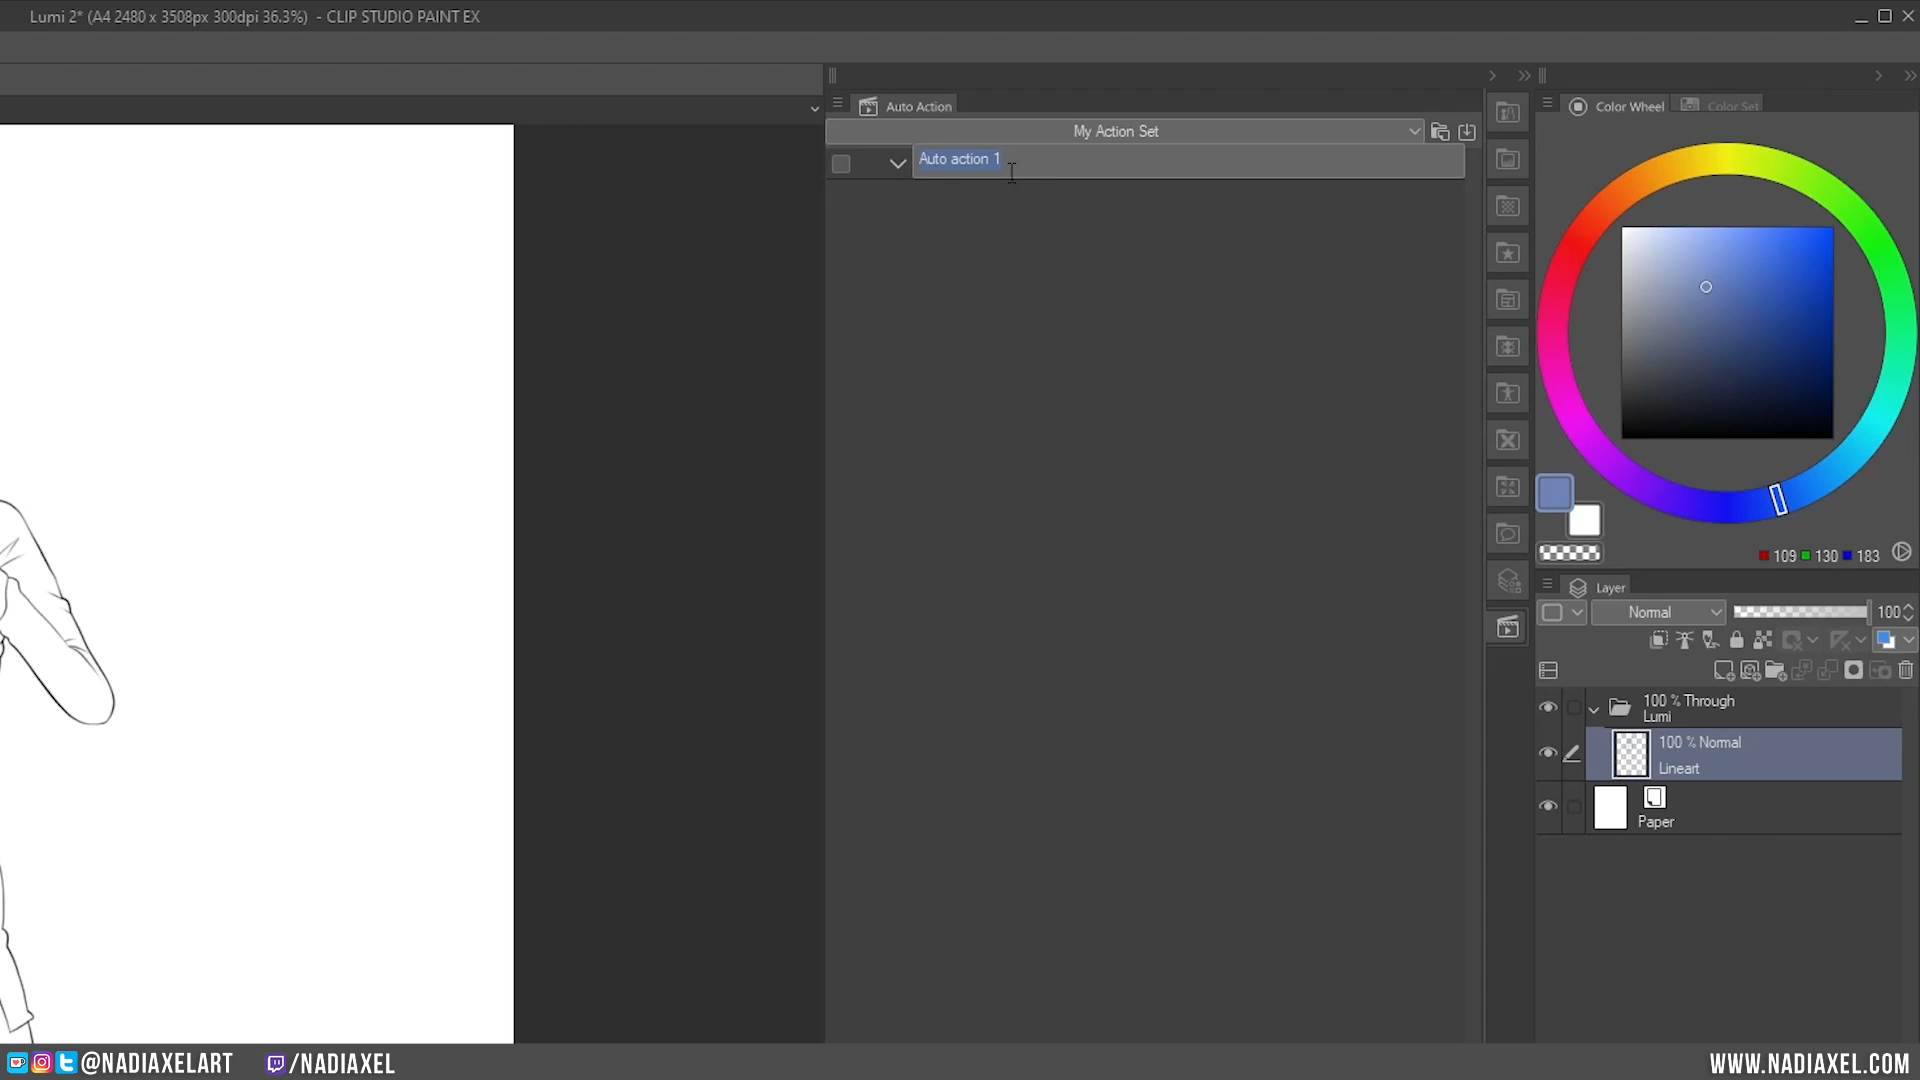 Lumi 2* (A4 2480 x 3508px 300dpi 36.3%) - CLIP STUDIO PAINT EX
Auto Action
My Action Set
Auto action 1
Color Wheel
Color Set
109 130 183
Layer
Normal
100
100 % Through
Lumi
100 % Normal
Lineart
Paper
@NADIAXELART
/NADIAXEL
WWW.NADIAXEL.COM